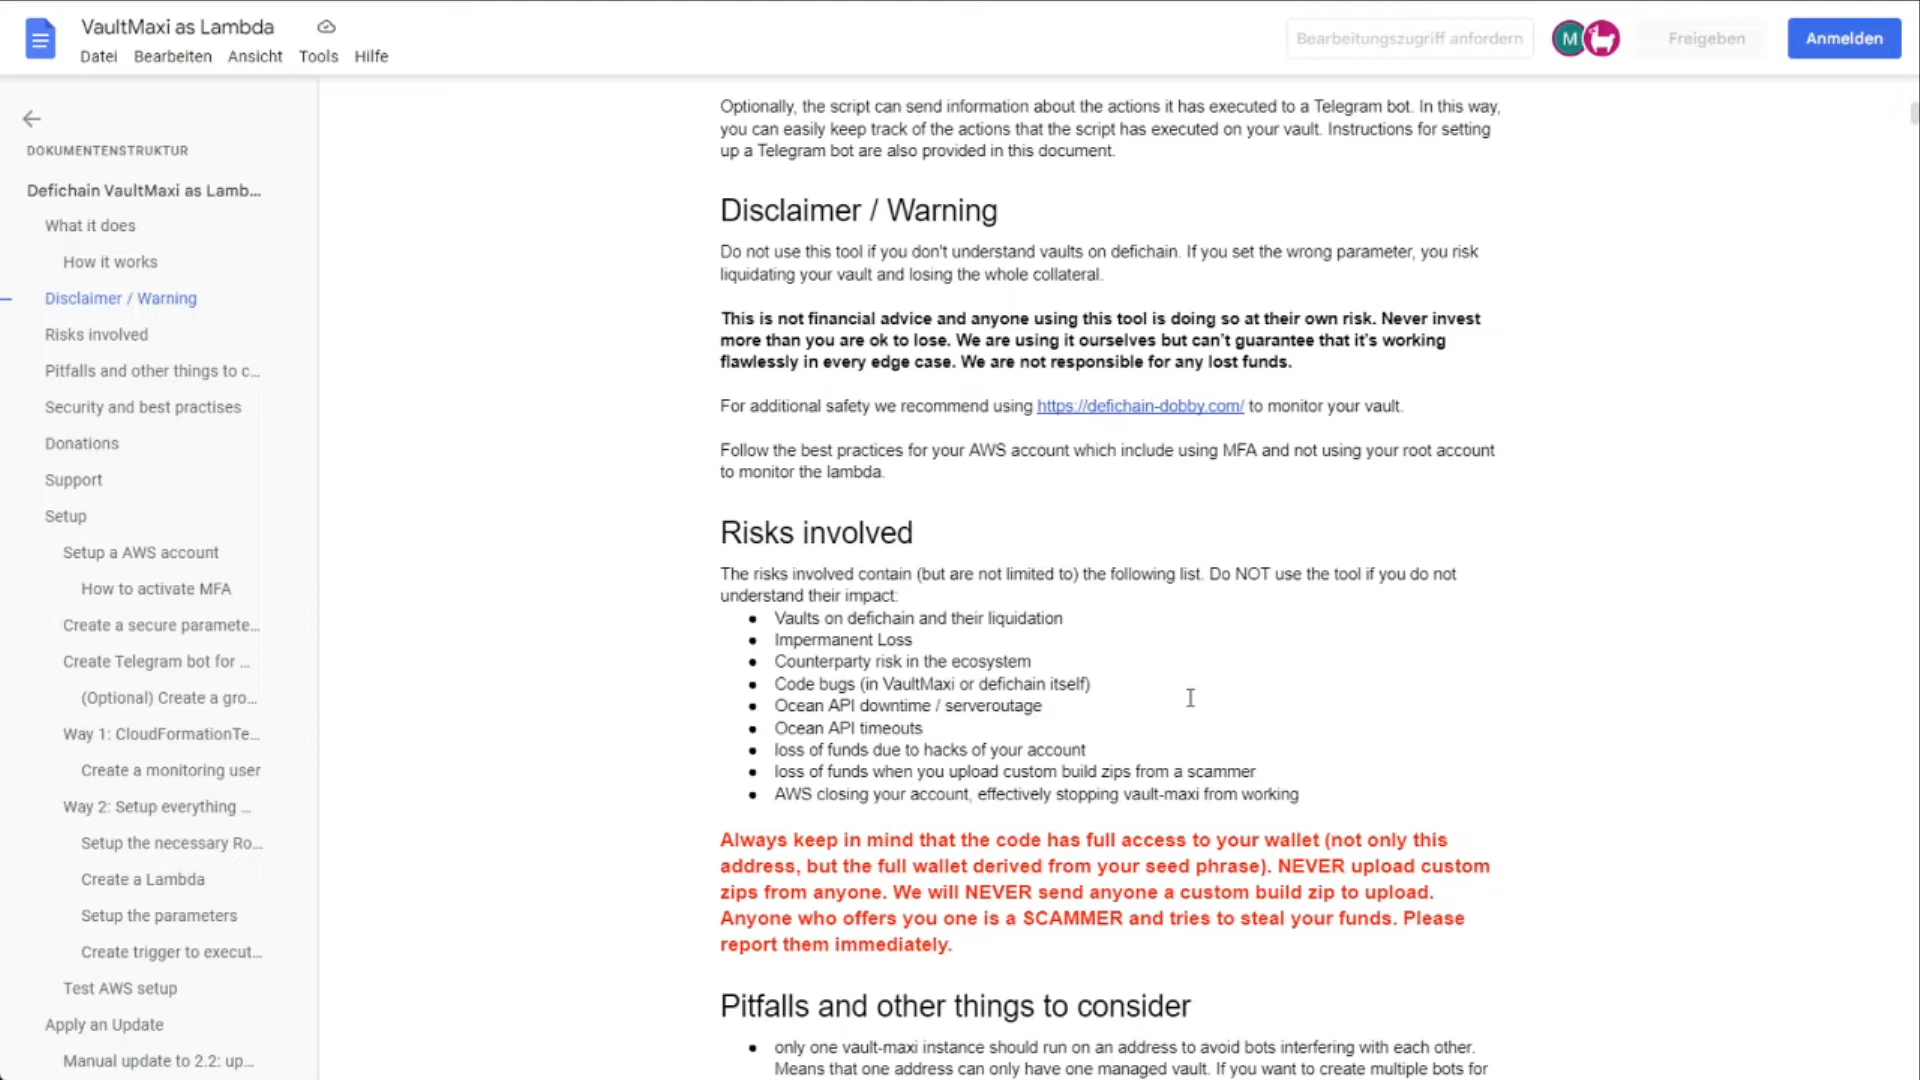 VaultMaxi as Lambda
Datei Bearbeiten Ansicht Tools Hilfe
Bearbeitungszugriff anfordern
M
Freigeben
Anmelden
DOKUMENTENSTRUKTUR
Defichain VaultMaxi as Lamb...
What it does
How it works
Disclaimer / Warning
Risks involved
Pitfalls and other things to c...
Security and best practises
Donations
Support
Setup
Setup a AWS account
How to activate MFA
Create a secure paramete...
Create Telegram bot for ...
(Optional) Create a gro...
Way 1: CloudFormationTe...
Create a monitoring user
Way 2: Setup everything ...
Setup the necessary Ro...
Create a Lambda
Setup the parameters
Create trigger to execut...
Test AWS setup
Apply an Update
Manual update to 2.2: up...
Optionally, the script can send information about the actions it has executed to a Telegram bot. In this way,
you can easily keep track of the actions that the script has executed on your vault. Instructions for setting
up a Telegram bot are also provided in this document.
Disclaimer / Warning
Do not use this tool if you don't understand vaults on defichain. If you set the wrong parameter, you risk
liquidating your vault and losing the whole collateral.
This is not financial advice and anyone using this tool is doing so at their own risk. Never invest
more than you are ok to lose. We are using it ourselves but can't guarantee that it's working
flawlessly in every edge case. We are not responsible for any lost funds.
For additional safety we recommend using https://defichain-dobby.com/ to monitor your vault.
Follow the best practices for your AWS account which include using MFA and not using your root account
to monitor the lambda.
Risks involved
The risks involved contain (but are not limited to) the following list. Do NOT use the tool if you do not
understand their impact:
• Vaults on defichain and their liquidation
• Impermanent Loss
• Counterparty risk in the ecosystem
• Code bugs (in VaultMaxi or defichain itself)
• Ocean API downtime / serveroutage
• Ocean API timeouts
• loss of funds due to hacks of your account
• loss of funds when you upload custom build zips from a scammer
• AWS closing your account, effectively stopping vault-maxi from working
Always keep in mind that the code has full access to your wallet (not only this
address, but the full wallet derived from your seed phrase). NEVER upload custom
zips from anyone. We will NEVER send anyone a custom build zip to upload.
Anyone who offers you one is a SCAMMER and tries to steal your funds. Please
report them immediately.
Pitfalls and other things to consider
• only one vault-maxi instance should run on an address to avoid bots interfering with each other.
Means that one address can only have one managed vault. If you want to create multiple bots for